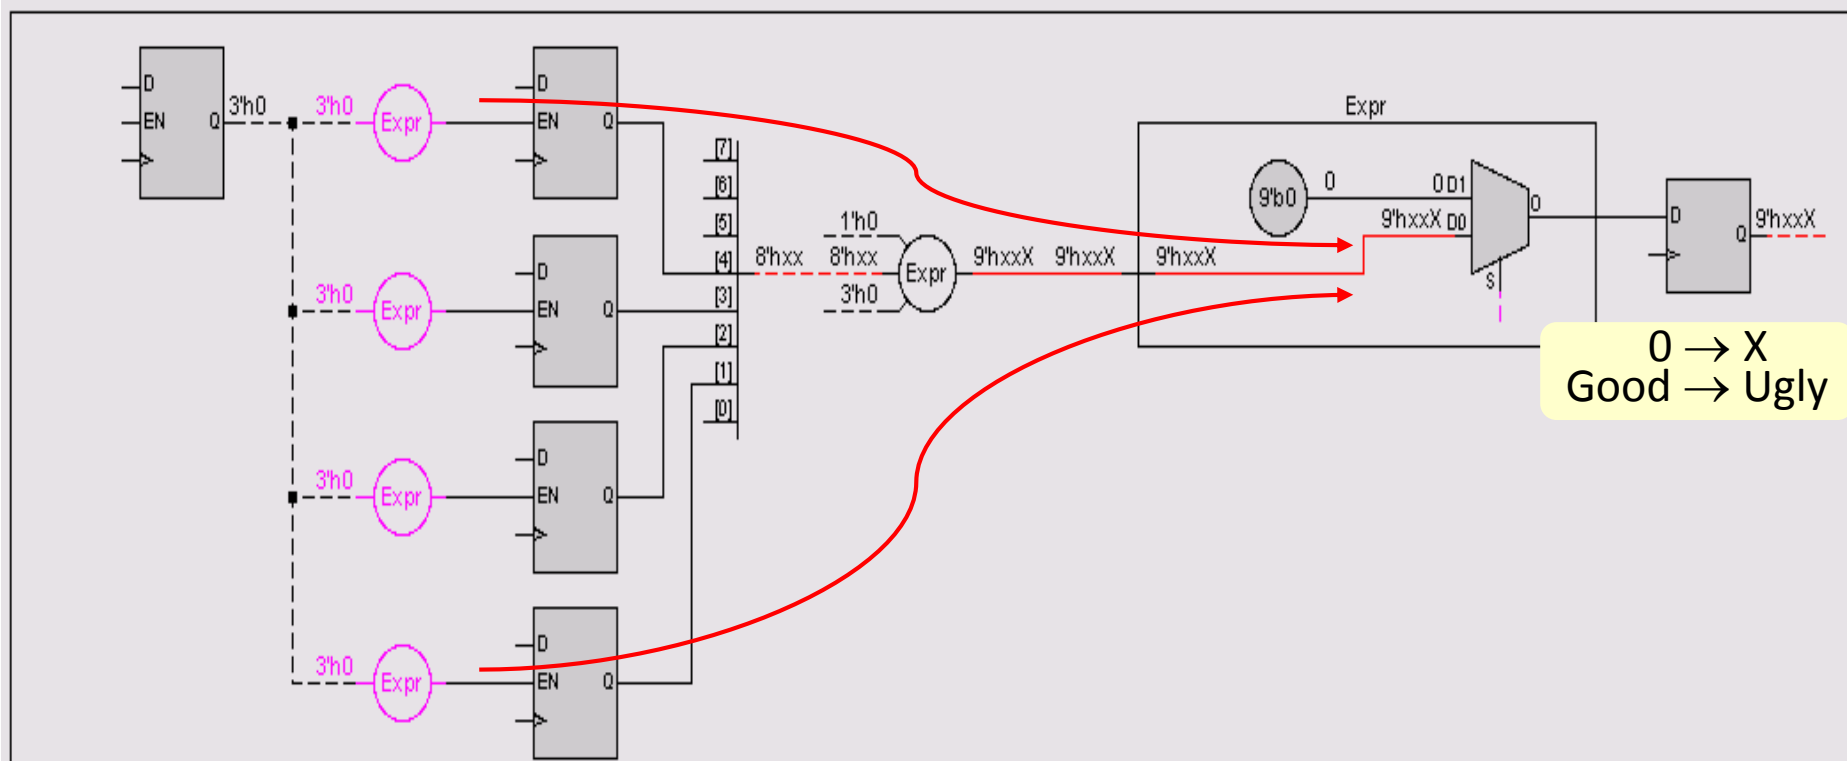 D
EN
Q
3'h0
3'h0
Expr
D
EN
Q
3'h0
Expr
D
EN
Q
3'h0
Expr
D
EN
Q
3'h0
Expr
D
EN
Q
[7]
[6]
[5]
[4]
[3]
[2]
[1]
[0]
8'hxx
1'h0
8'hxx
3'h0
Expr
9'hxxX
9'hxxX
9'hxxX
Expr
9'b0
0
0 D1
9'hxxX D0
O
S
D
Q
9'hxxX
0 → X
Good → Ugly